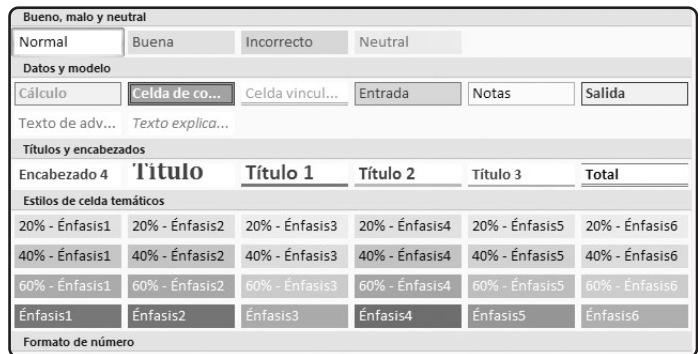 Bueno, malo y neutral
Normal Buena Incorrecto Neutral
Datos y modelo
Cálculo Celda de co... Celda vincul... Entrada Notas Salida
Texto de adv... Texto explica...
Títulos y encabezados
Encabezado 4 Título Título 1 Título 2 Título 3 Total
Estilos de celda temáticos
20% - Énfasis1 20% - Énfasis2 20% - Énfasis3 20% - Énfasis4 20% - Énfasis5 20% - Énfasis6
40% - Énfasis1 40% - Énfasis2 40% - Énfasis3 40% - Énfasis4 40% - Énfasis5 40% - Énfasis6
60% - Énfasis1 60% - Énfasis2 60% - Énfasis3 60% - Énfasis4 60% - Énfasis5 60% - Énfasis6
Énfasis1 Énfasis2 Énfasis3 Énfasis4 Énfasis5 Énfasis6
Formato de número